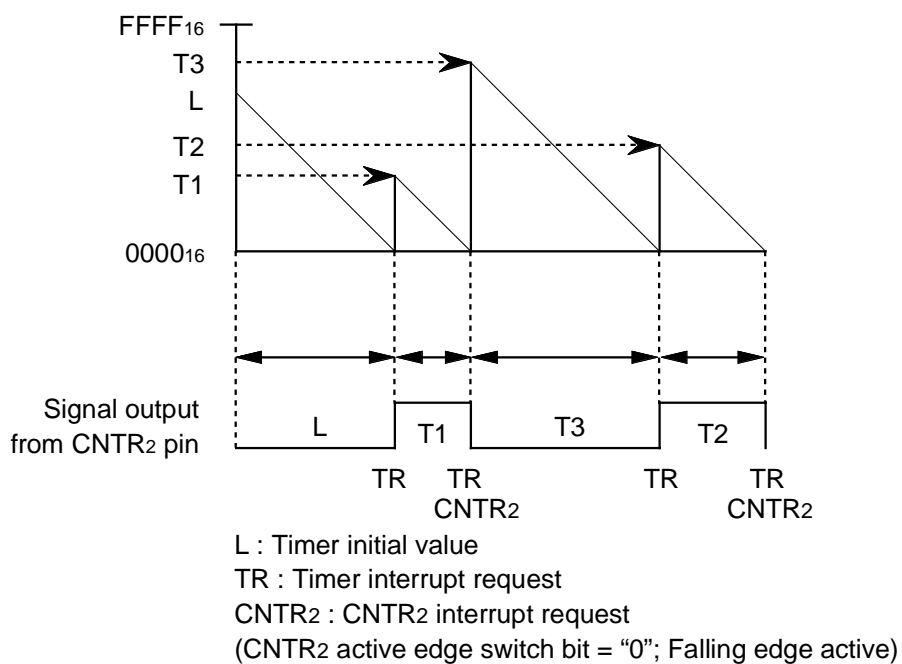 FFFF16
T3
L
T2
T1
000016
Signal output
from CNTR2 pin
L T1 T3 T2
TR TR TR TR
CNTR2 CNTR2
L : Timer initial value
TR : Timer interrupt request
CNTR2 : CNTR2 interrupt request
(CNTR2 active edge switch bit = “0”; Falling edge active)